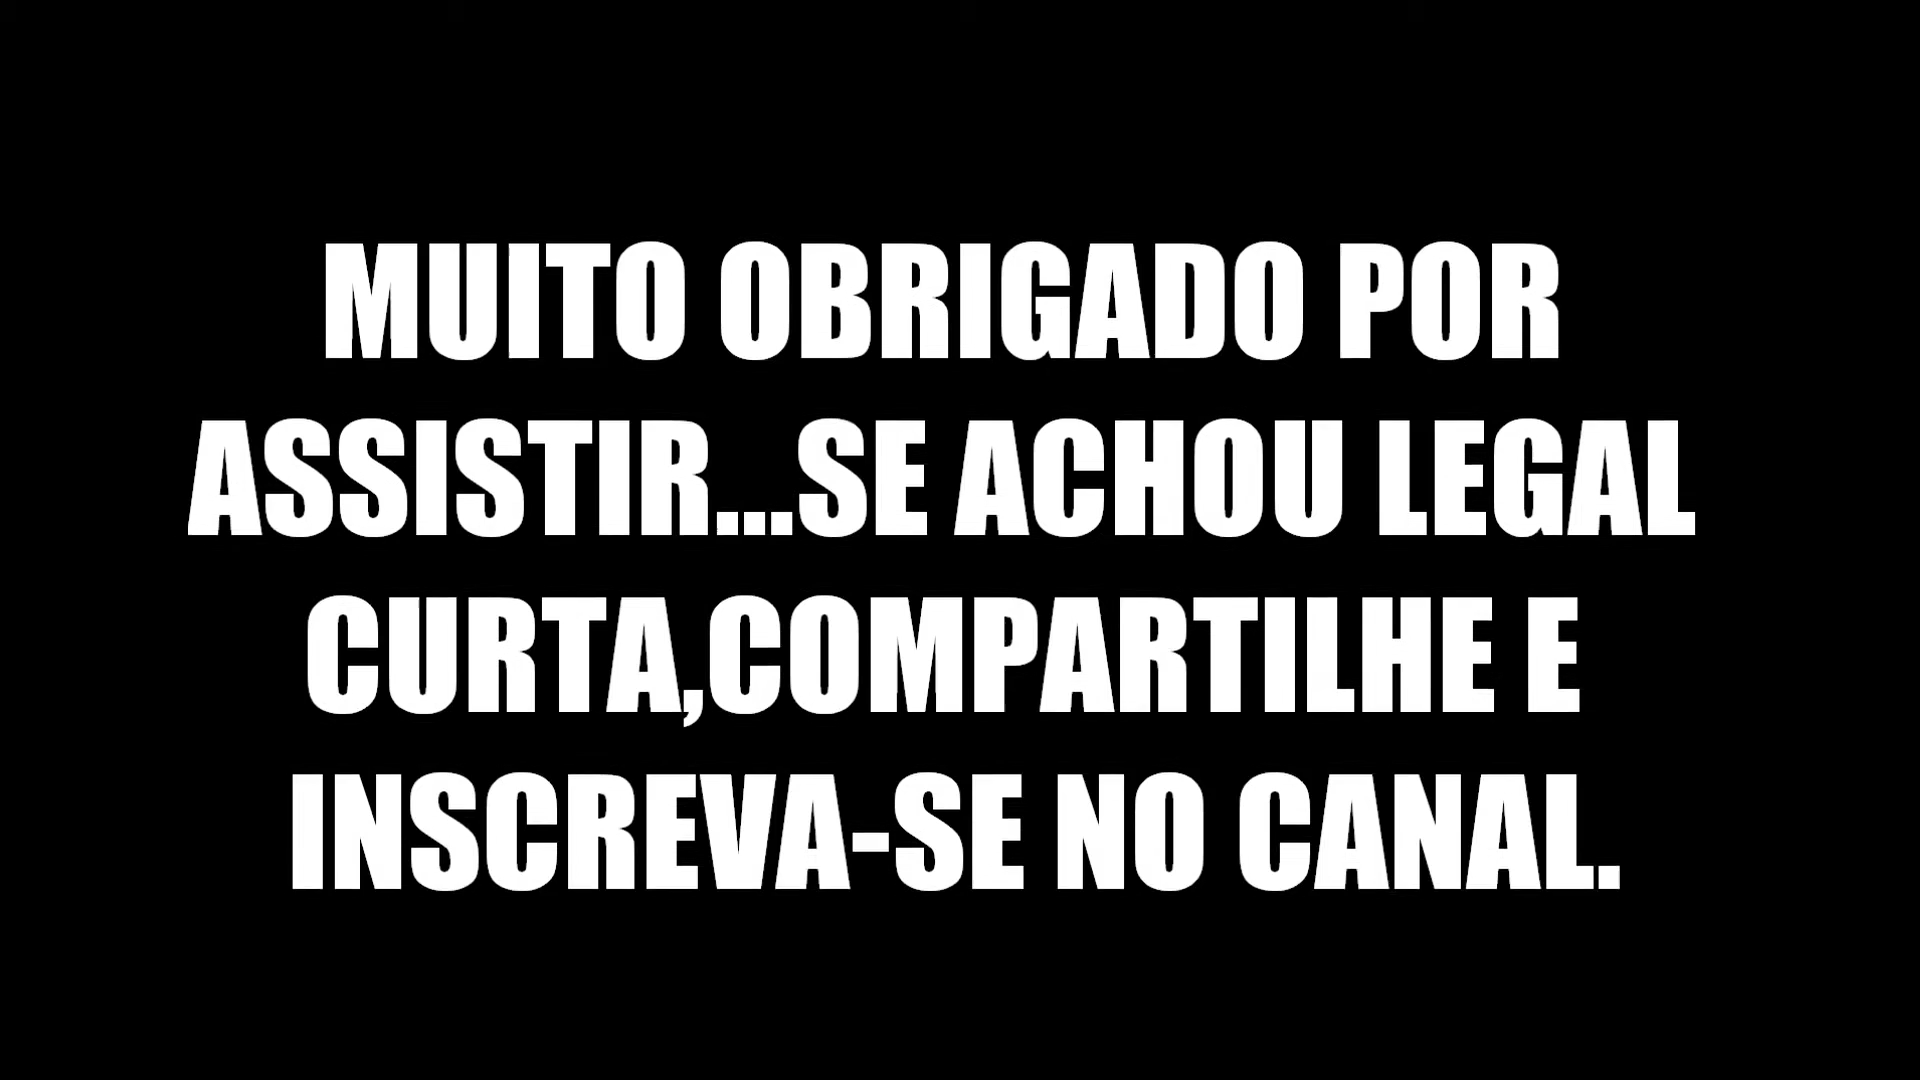 MUITO OBRIGADO POR
ASSISTIR...SE ACHOU LEGAL
CURTA,COMPARTILHE E
INSCREVA-SE NO CANAL.